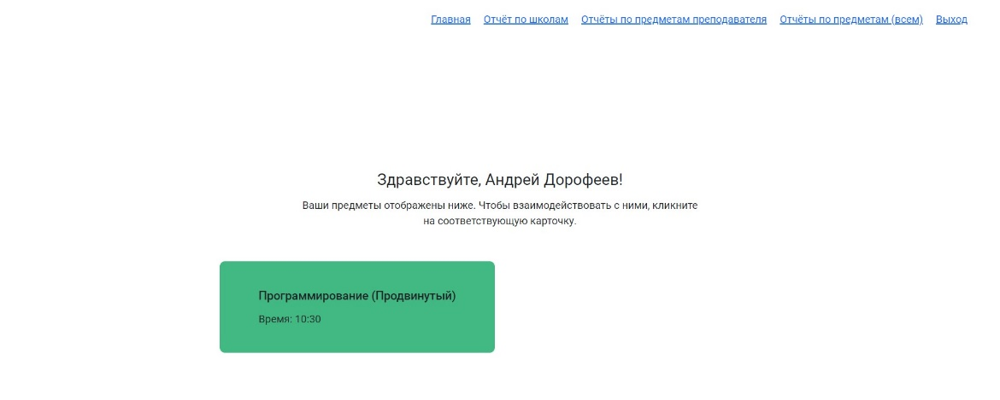 Главная Отчёт по школам Отчёты по предметам преподавателя Отчёты по предметам (всем) Выход
Здравствуйте, Андрей Дорофеев!
Ваши предметы отображены ниже. Чтобы взаимодействовать с ними, кликните
на соответствующую карточку.
Программирование (Продвинутый)
Время: 10:30